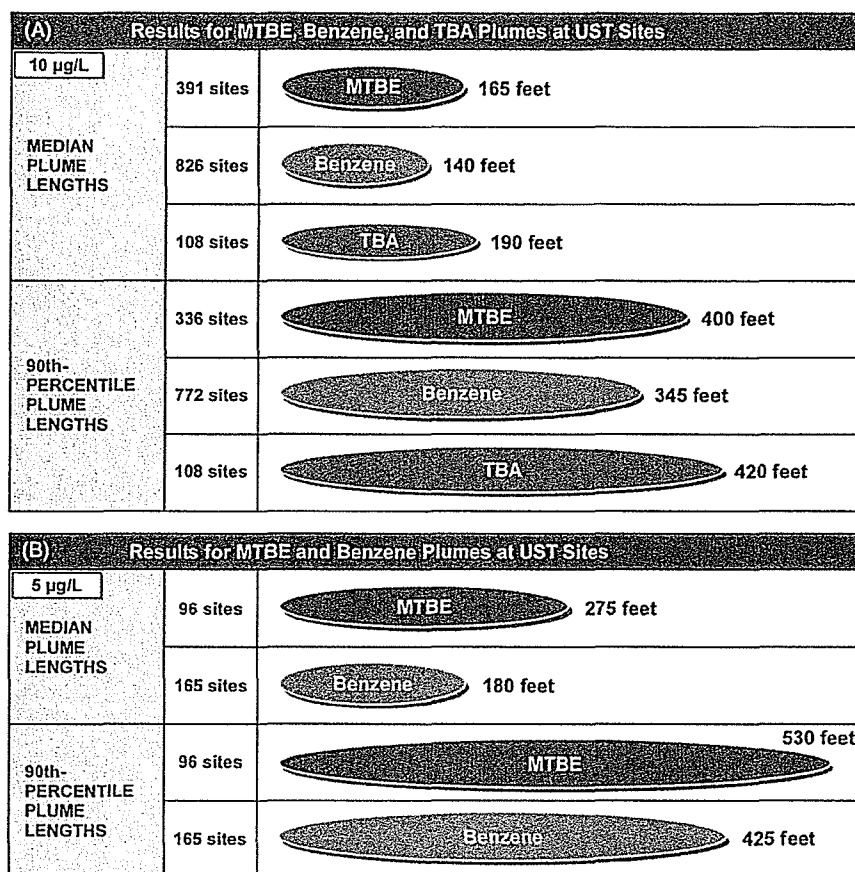 (A) Results for MTBE, Benzene, and TBA Plumes at UST Sites
10 µg/L
MEDIAN
PLUME
LENGTHS
391 sites MTBE 165 feet
826 sites Benzene 140 feet
108 sites TBA 190 feet
90th-
PERCENTILE
PLUME
LENGTHS
336 sites MTBE 400 feet
772 sites Benzene 345 feet
108 sites TBA 420 feet
(B) Results for MTBE and Benzene Plumes at UST Sites
5 µg/L
MEDIAN
PLUME
LENGTHS
96 sites MTBE 275 feet
165 sites Benzene 180 feet
90th-
PERCENTILE
PLUME
LENGTHS
96 sites MTBE 530 feet
165 sites Benzene 425 feet